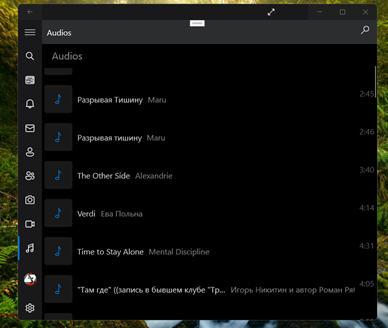 Audios
Audios
Разрывая Тишину Maru 2:45
Разрывая тишину Maru 2:46
The Other Side Alexandrie 3:40
Verdi Ева Польна 4:14
Time to Stay Alone Mental Discipline 4:31
"Там где" ((запись в бывшем клубе "Тр... Игорь Никитин и автор Роман Ря 4:05